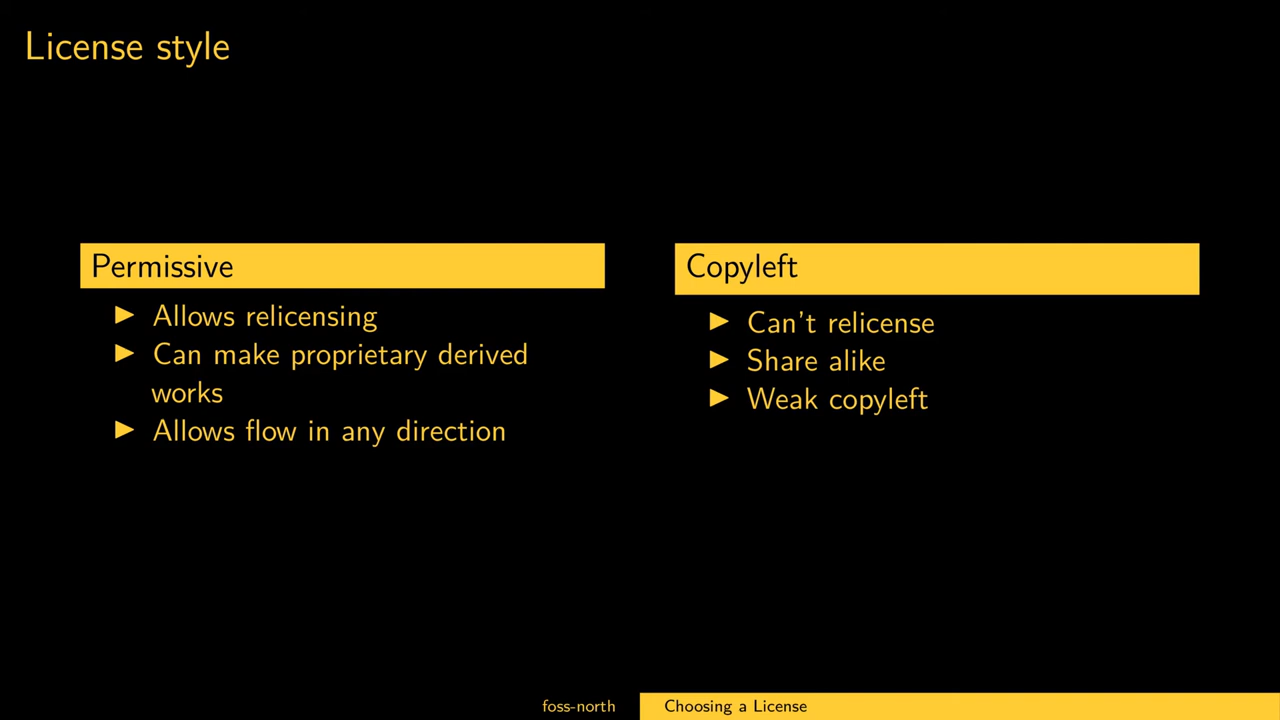 License style
Permissive
▶ Allows relicensing
▶ Can make proprietary derived
works
▶ Allows flow in any direction
Copyleft
▶ Can't relicense
▶ Share alike
▶ Weak copyleft
foss-north
Choosing a License